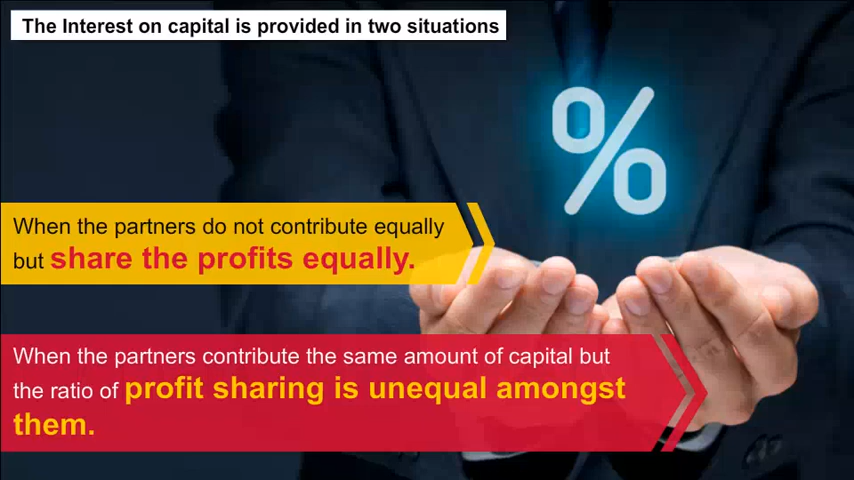 The Interest on capital is provided in two situations
%
When the partners do not contribute equally
but share the profits equally.
When the partners contribute the same amount of capital but
the ratio of profit sharing is unequal amongst
them.